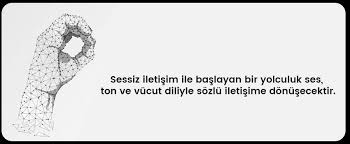 Sessiz iletişim ile başlayan bir yolculuk ses,
ton ve vücut diliyle sözlü iletişime dönüşecektir.